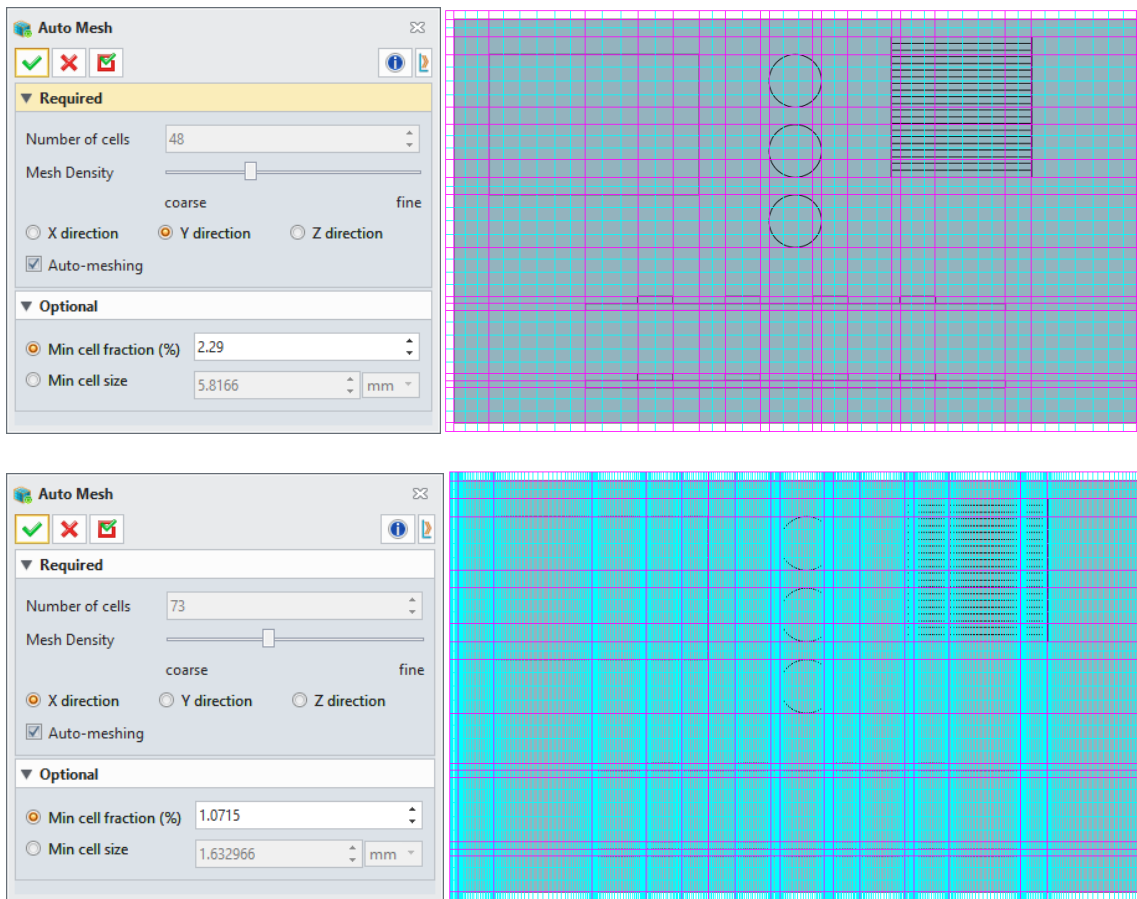 Auto Mesh
Required
Number of cells 48
Mesh Density
coarse fine
X direction Y direction Z direction
Auto-meshing
Optional
Min cell fraction (%) 2.29
Min cell size 5.8166 mm
Auto Mesh
Required
Number of cells 73
Mesh Density
coarse fine
X direction Y direction Z direction
Auto-meshing
Optional
Min cell fraction (%) 1.0715
Min cell size 1.632966 mm